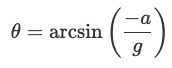 θ = arcsin(−a/g)